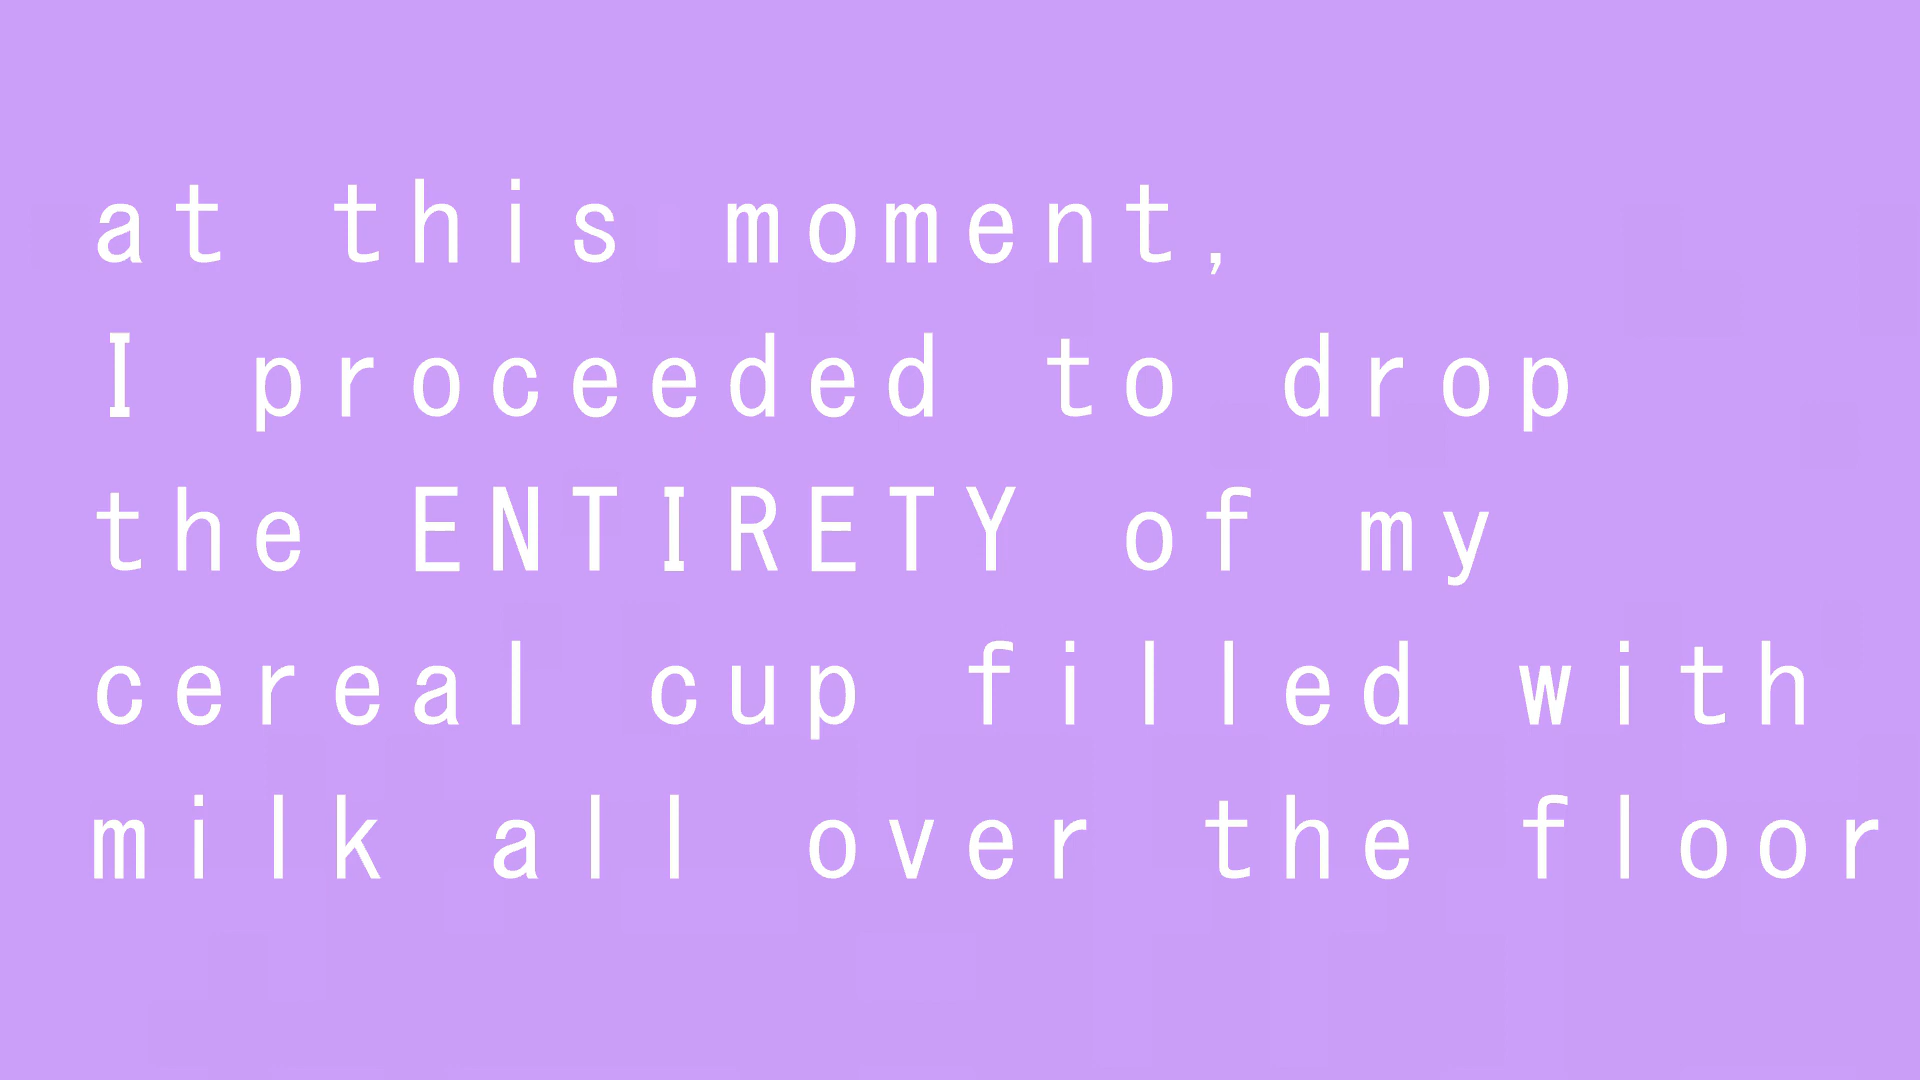 at this moment,
I proceeded to drop
the ENTIRETY of my
cereal cup filled with
milk all over the floor